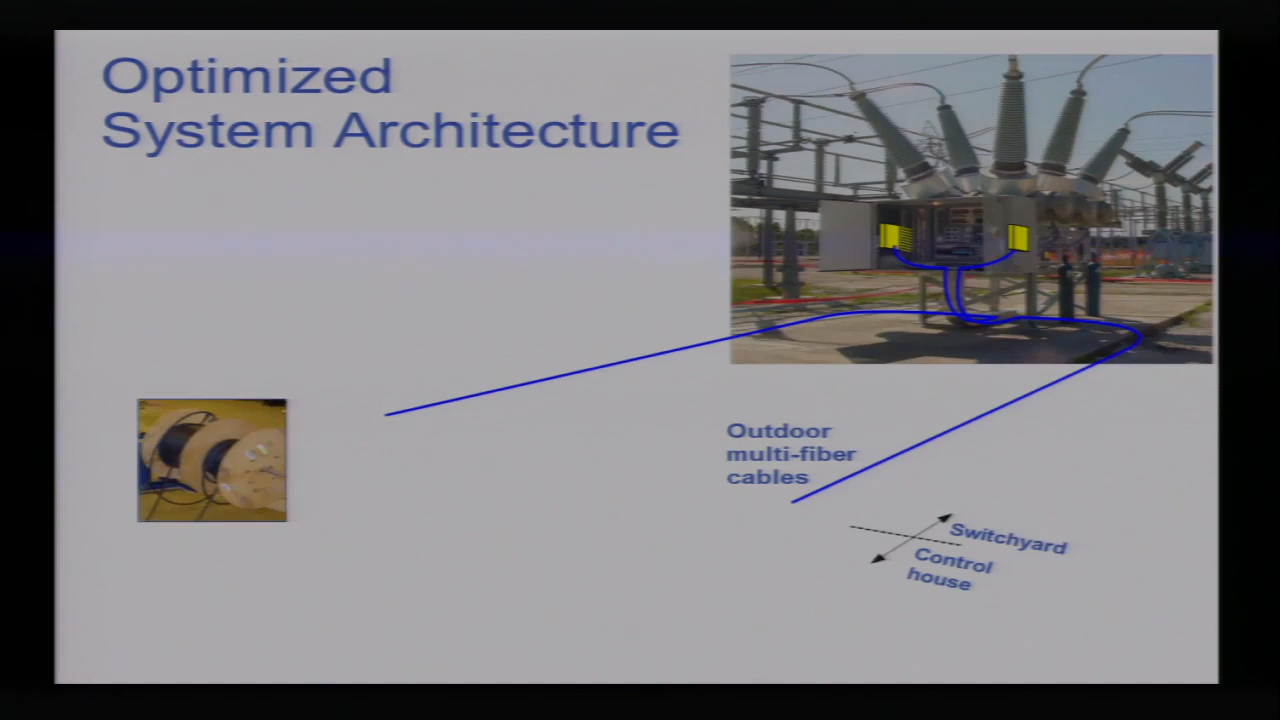 Optimized
System Architecture
Outdoor
multi-fiber
cables
Switchyard
Control
house